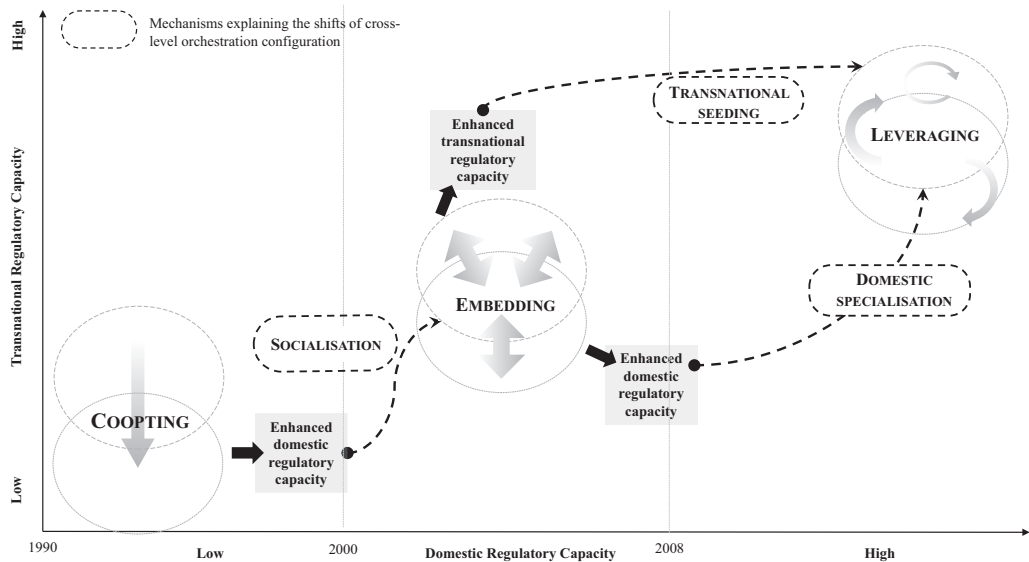 High
Mechanisms explaining the shifts of cross-
level orchestration configuration
TRANSNATIONAL
SEEDING
Enhanced
transnational
regulatory
capacity
LEVERAGING
Transnational Regulatory Capacity
EMBEDDING
DOMESTIC
SPECIALISATION
SOCIALISATION
Enhanced
domestic
regulatory
capacity
COOPTING
Enhanced
domestic
regulatory
capacity
Low
1990
Low
2000
Domestic Regulatory Capacity
2008
High